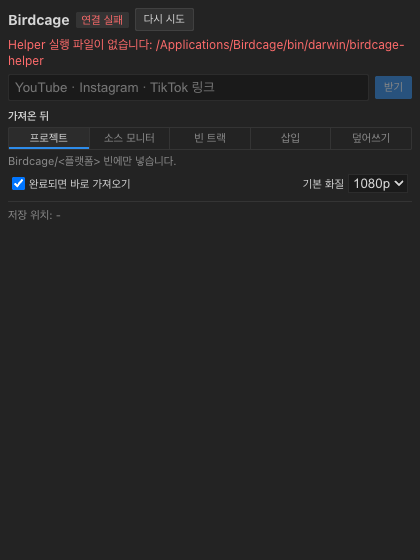 Birdcage 연결 실패 다시 시도
Helper 실행 파일이 없습니다: /Applications/Birdcage/bin/darwin/birdcage-
helper
YouTube · Instagram · TikTok 링크 받기
가져온 뒤
프로젝트 소스 모니터 빈 트랙 삽입 덮어쓰기
Birdcage/<플랫폼> 빈에만 넣습니다.
완료되면 바로 가져오기 기본 화질 1080p
저장 위치: -